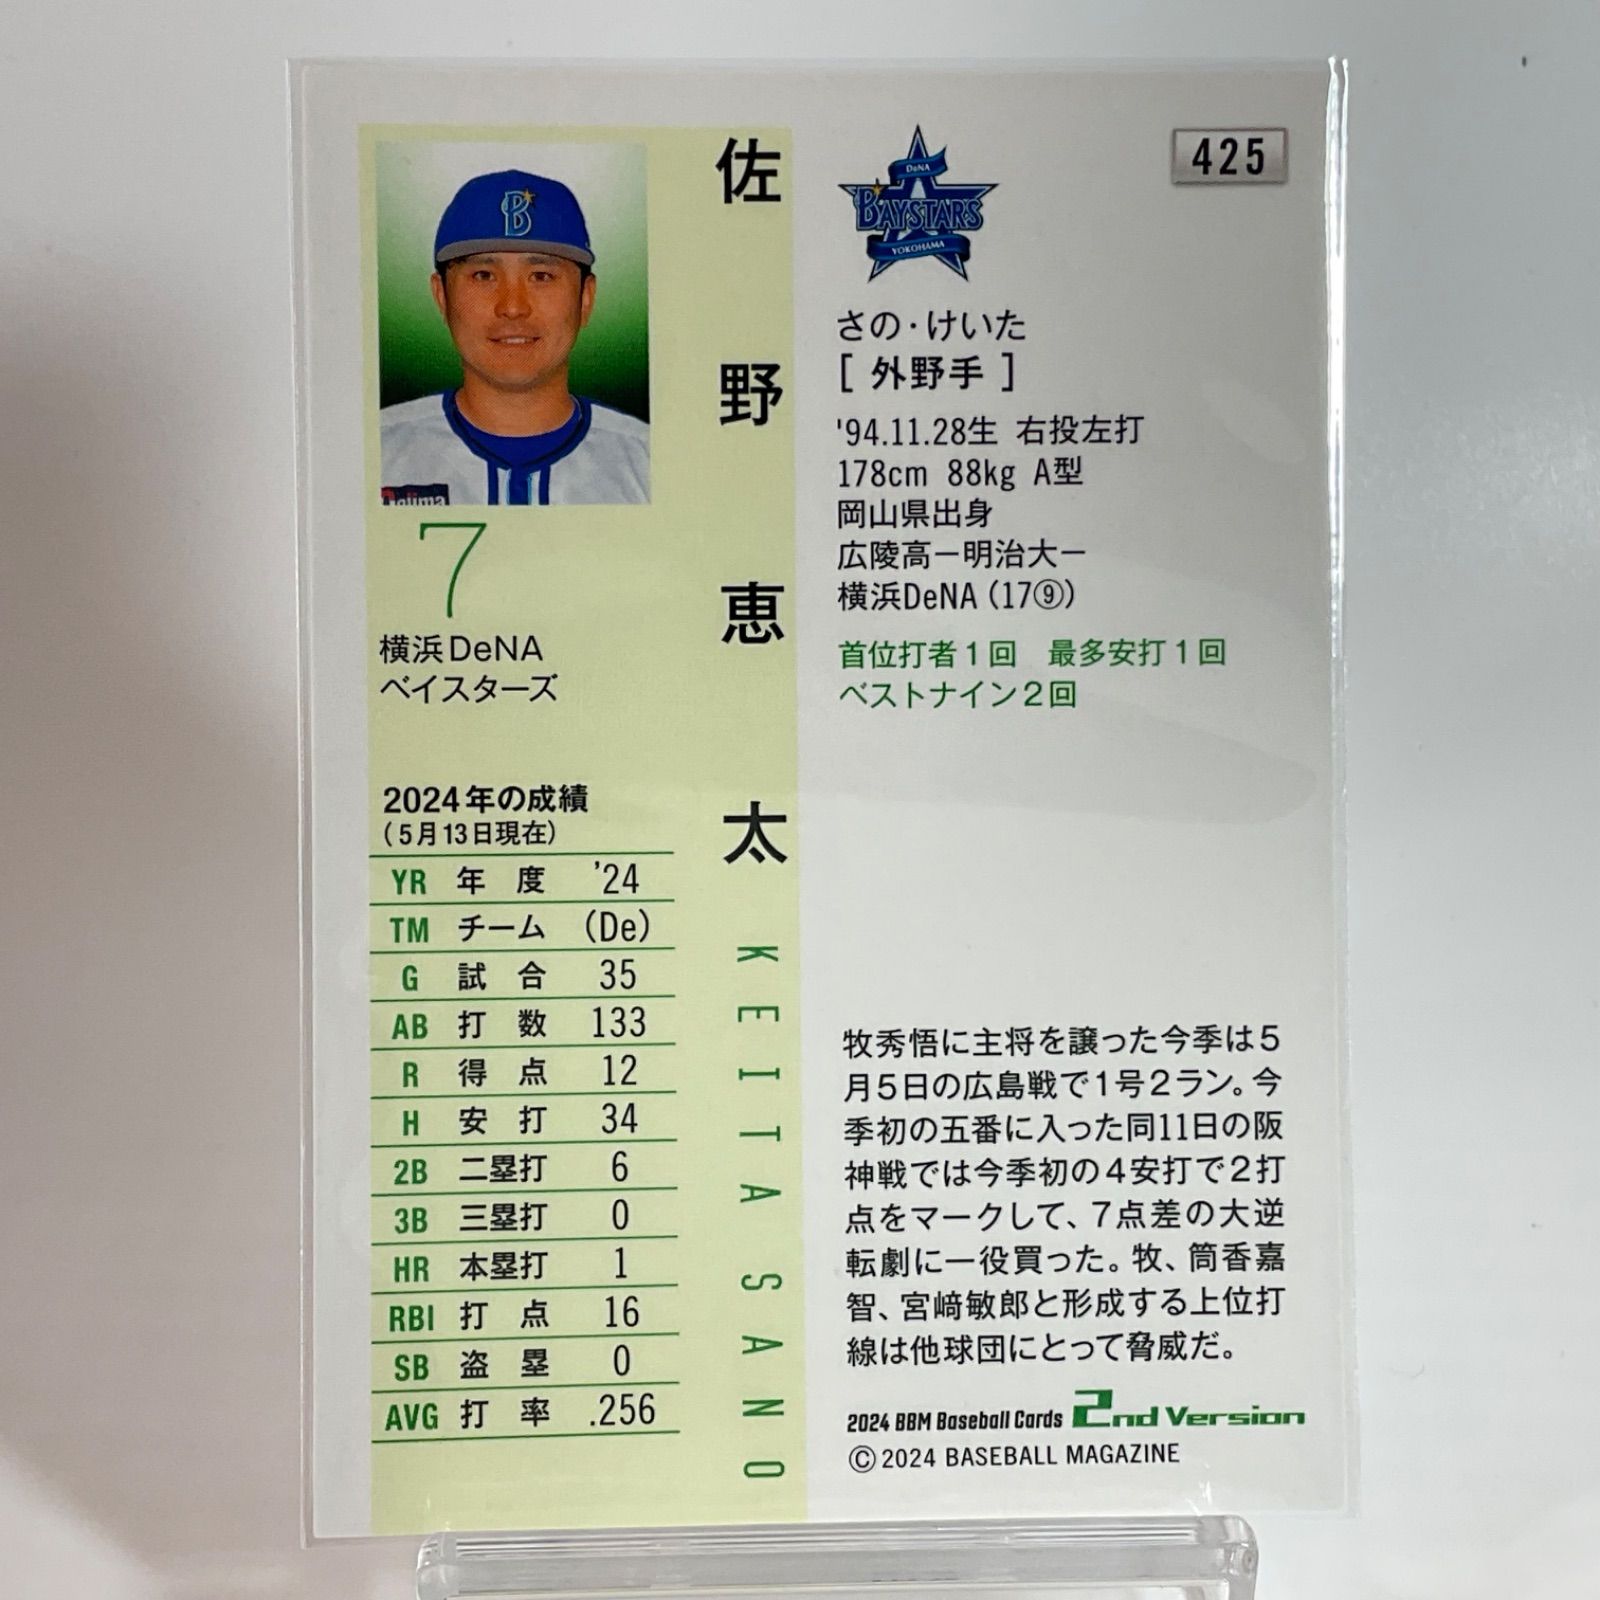 佐野恵太
KEITA SANO
B
7
横浜DeNA
ベイスターズ
2024年の成績
(5月13日現在)
YR 年度 '24
TM チーム (De)
G 試合 35
AB 打数 133
R 得点 12
H 安打 34
2B 二塁打 6
3B 三塁打 0
HR 本塁打 1
RBI 打点 16
SB 盗塁 0
AVG 打率 .256
DeNA
BAYSTARS
YOKOHAMA
425
さの・けいた
[ 外野手 ]
'94.11.28生 右投左打
178cm 88kg A型
岡山県出身
広陵高－明治大－
横浜DeNA（17⑨）
首位打者1回 最多安打1回
ベストナイン2回
牧秀悟に主将を譲った今季は5
月5日の広島戦で1号2ラン。今
季初の五番に入った同11日の阪
神戦では今季初の4安打で2打
点をマークして、7点差の大逆
転劇に一役買った。牧、筒香嘉
智、宮﨑敏郎と形成する上位打
線は他球団にとって脅威だ。
2024 BBM Baseball Cards 2nd Version
©2024 BASEBALL MAGAZINE